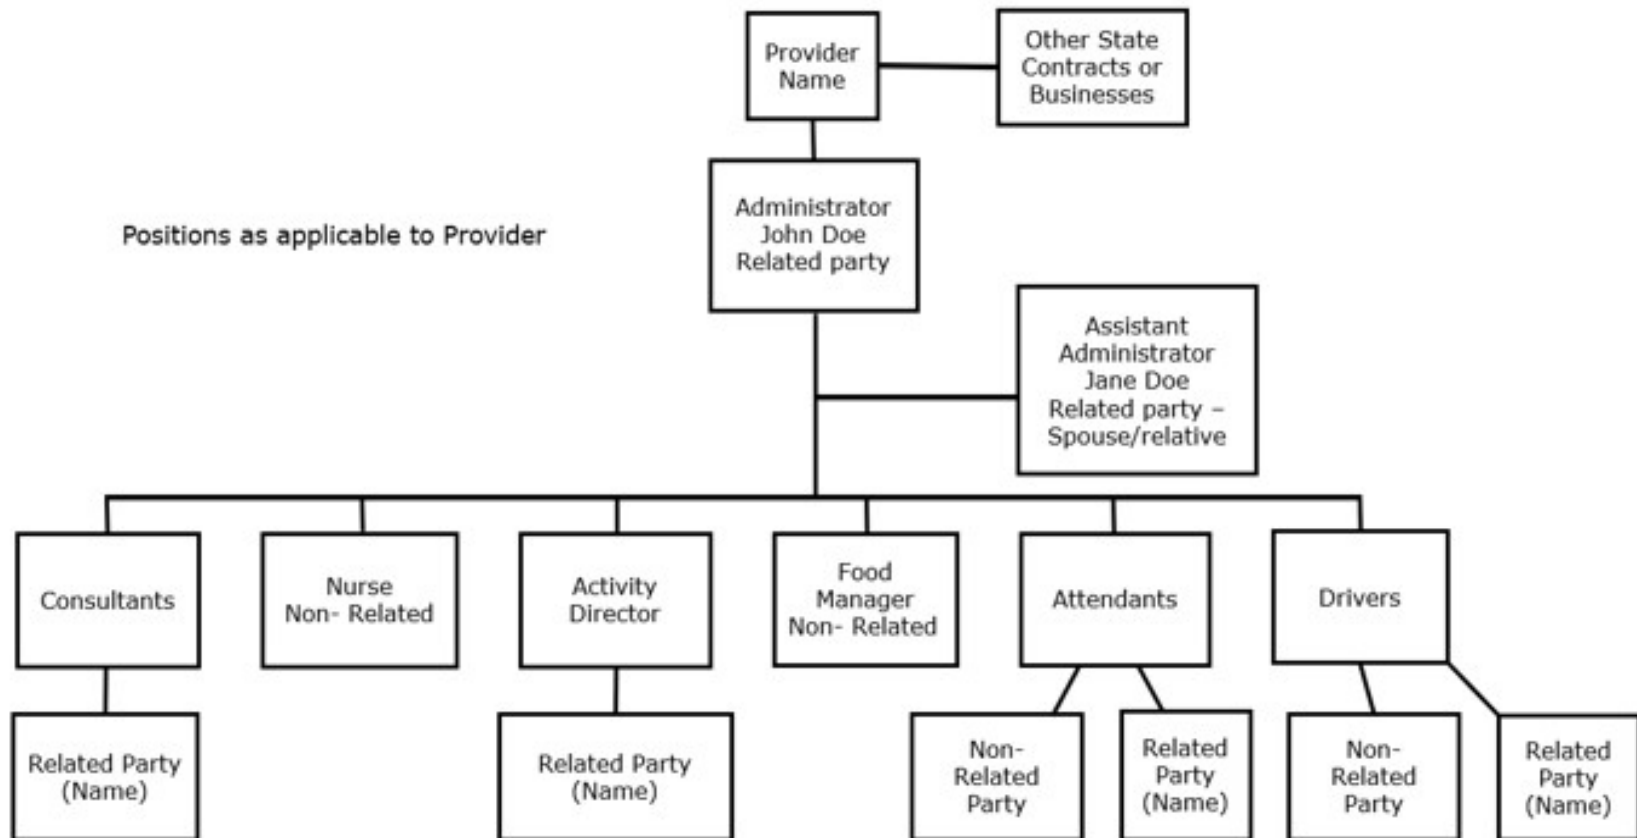 Provider
Name
Other State
Contracts or
Businesses
Administrator
John Doe
Related party
Positions as applicable to Provider
Assistant
Administrator
Jane Doe
Related party –
Spouse/relative
Consultants
Nurse
Non- Related
Activity
Director
Food
Manager
Non- Related
Attendants
Drivers
Related Party
(Name)
Related Party
(Name)
Non-
Related
Party
Related
Party
(Name)
Non-
Related
Party
Related
Party
(Name)